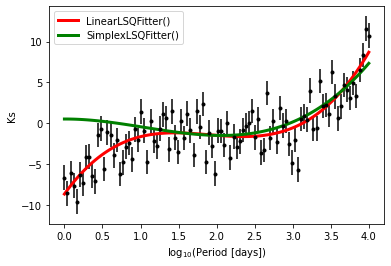 LinearLSQFitter()
SimplexLSQFitter()
10
5
0
−5
−10
Ks
0.0 0.5 1.0 1.5 2.0 2.5 3.0 3.5 4.0
log₁₀(Period [days])